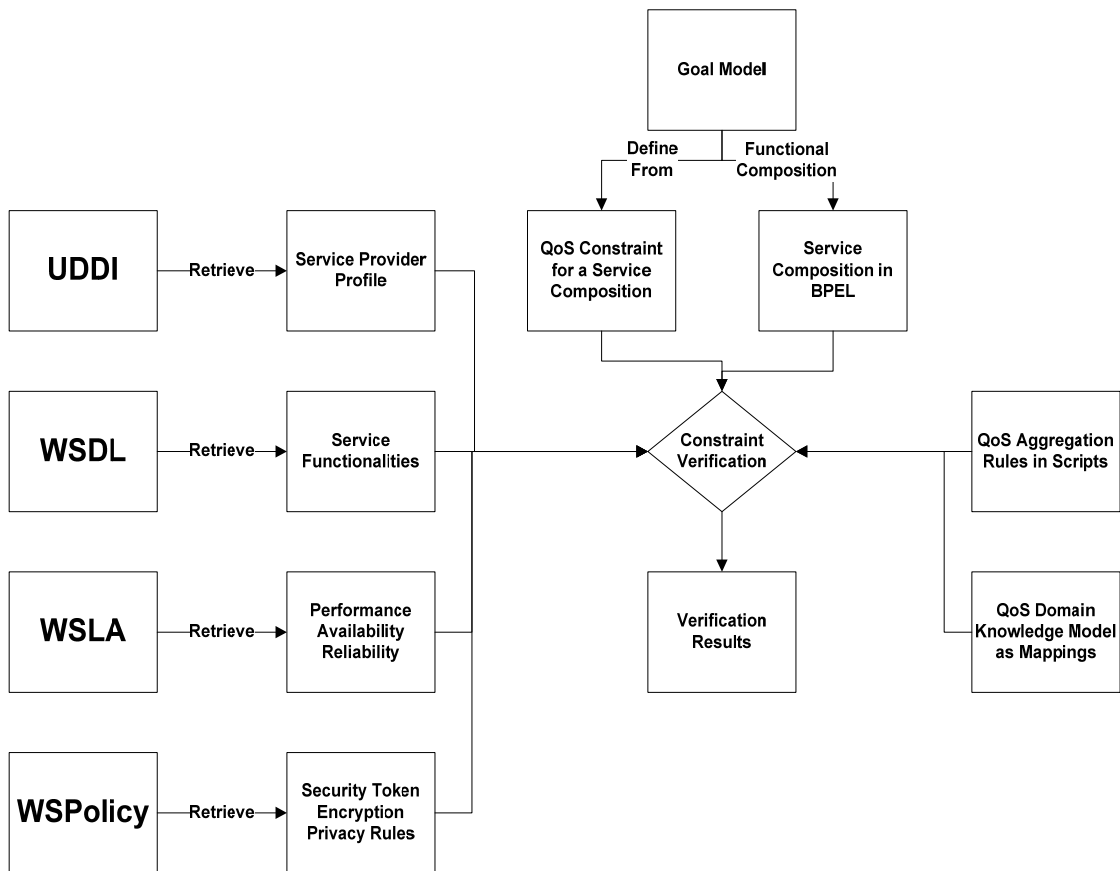 Goal Model
Define
From
Functional
Composition
QoS Constraint
for a Service
Composition
Service
Composition in
BPEL
UDDI
Retrieve
Service Provider
Profile
WSDL
Retrieve
Service
Functionalities
Constraint
Verification
QoS Aggregation
Rules in Scripts
WSLA
Retrieve
Performance
Availability
Reliability
Verification
Results
QoS Domain
Knowledge Model
as Mappings
WSPolicy
Retrieve
Security Token
Encryption
Privacy Rules